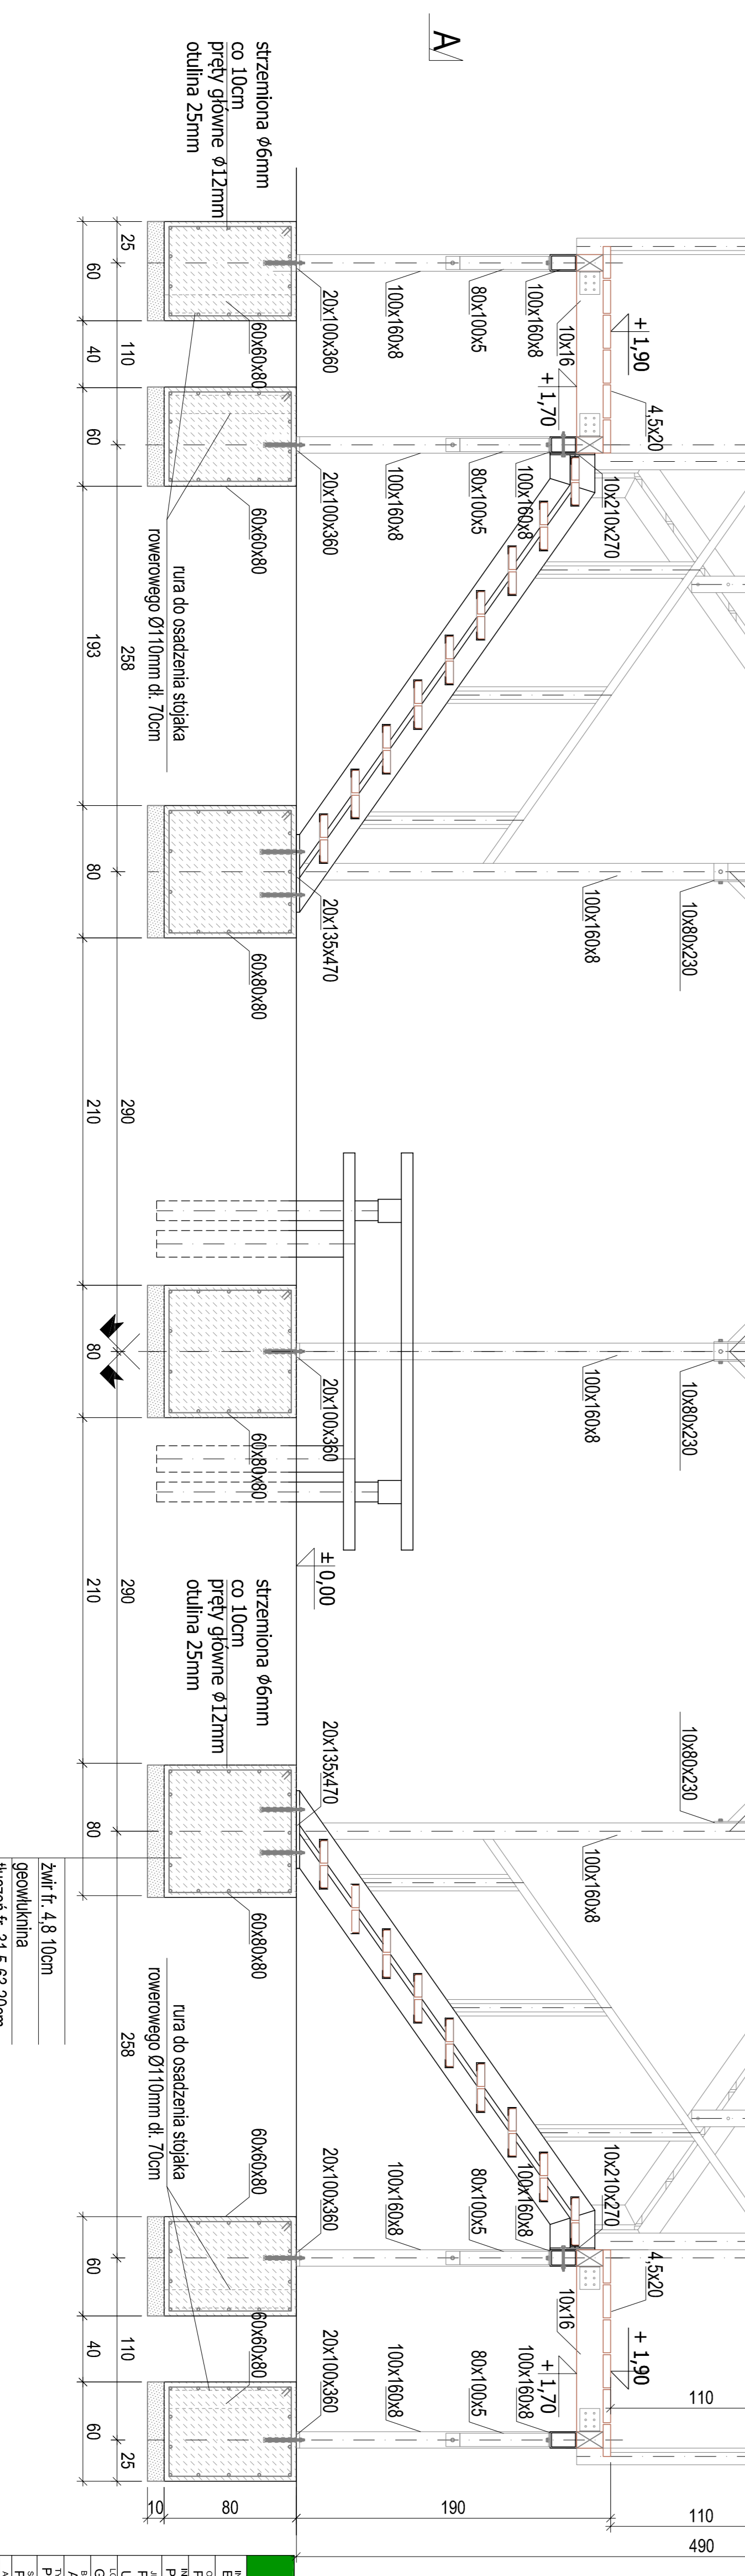 A
strzemiona ϕ6mm
co 10cm
pręty główne ϕ12mm
otulina 25mm
25
60
110
40
60
258
193
80
290
210
80
290
210
80
258
60
110
40
60
25
20x100x360
60x60x80
100x160x8
80x100x5
100x160x8
10x16
+ 1,90
4,5x20
+ 1,70
20x100x360
60x60x80
100x160x8
80x100x5
100x160x8
10x210x270
rura do osadzenia stojaka
rowerowego Ø110mm dł. 70cm
20x135x470
60x80x80
100x160x8
10x80x230
20x100x360
60x80x80
100x160x8
10x80x230
± 0,00
strzemiona ϕ6mm
co 10cm
pręty główne ϕ12mm
otulina 25mm
20x135x470
60x80x80
100x160x8
10x80x230
żwir fr. 4,8 10cm
geowłuknina
rura do osadzenia stojaka
rowerowego Ø110mm dł. 70cm
60x60x80
20x100x360
100x160x8
80x100x5
100x160x8
10x210x270
4,5x20
10x16
+ 1,90
+ 1,70
60x60x80
20x100x360
100x160x8
80x100x5
100x160x8
110
10
80
190
110
490